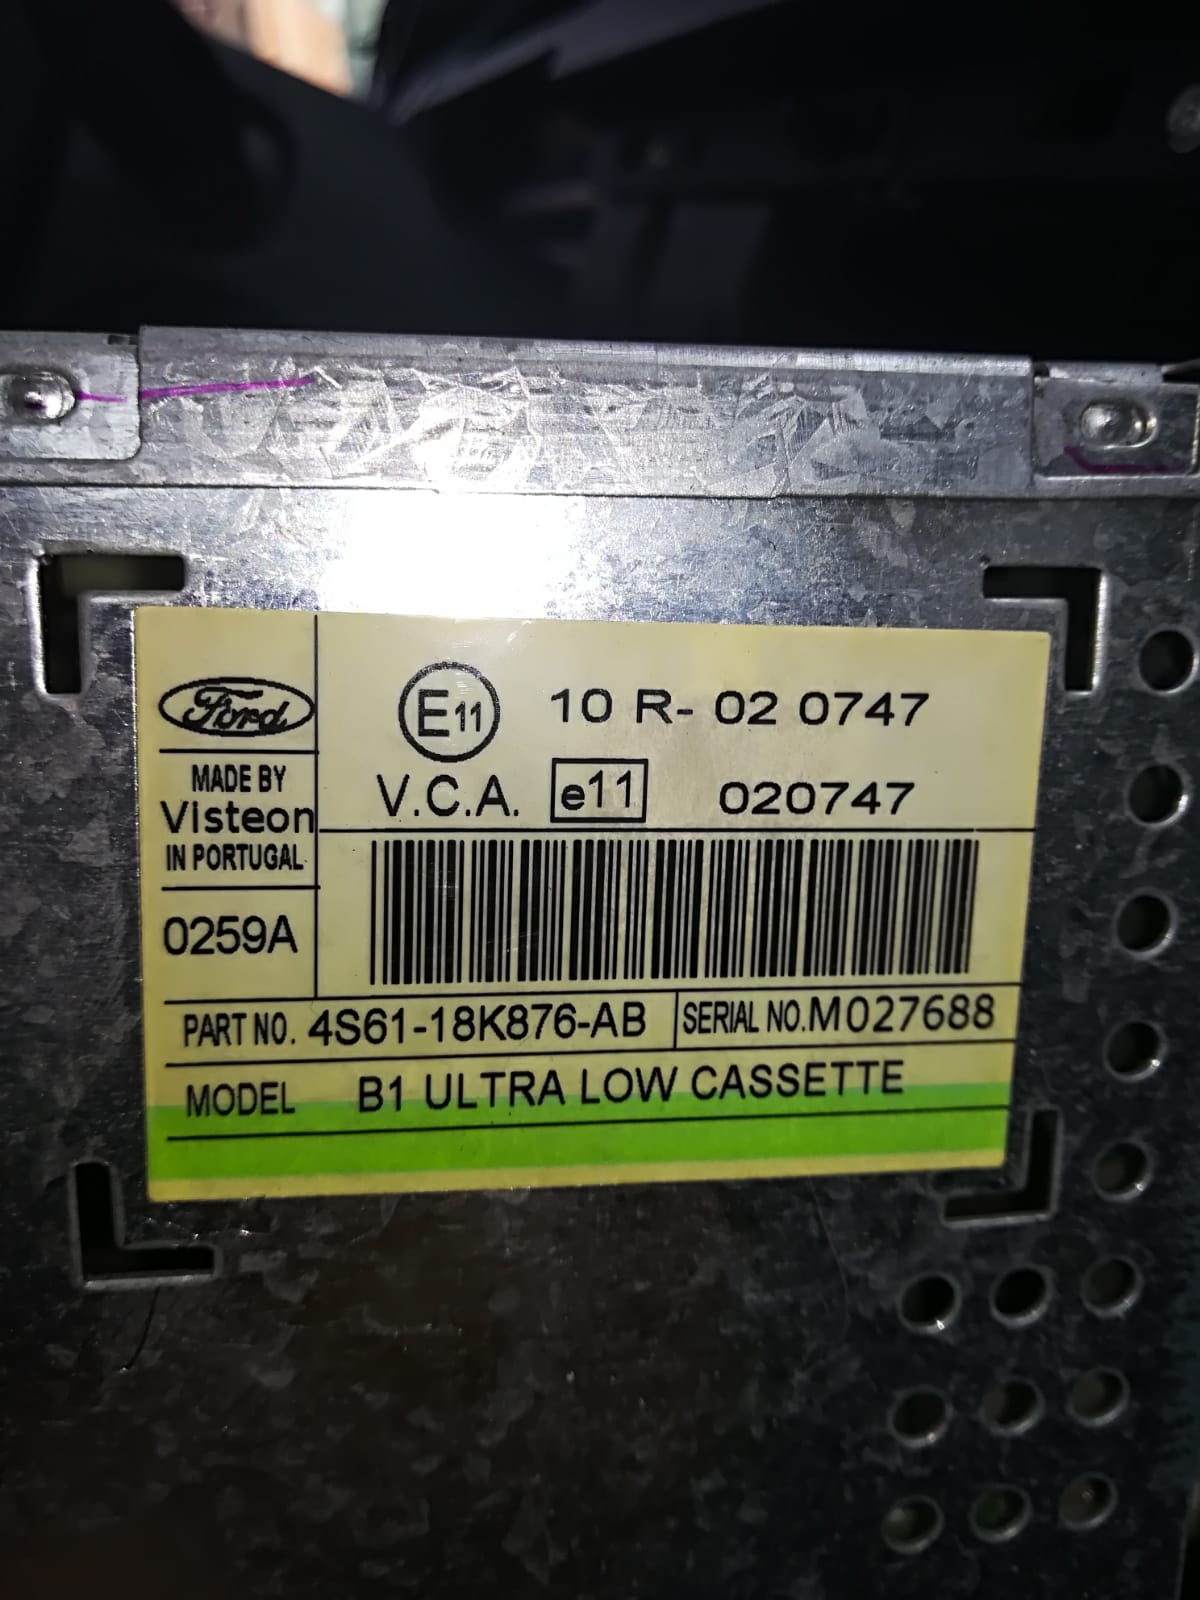 Ford
MADE BY
Visteon
IN PORTUGAL
0259A
E11 10 R- 02 0747
V.C.A. e11 020747
PART NO. 4S61-18K876-AB SERIAL NO.M027688
MODEL B1 ULTRA LOW CASSETTE